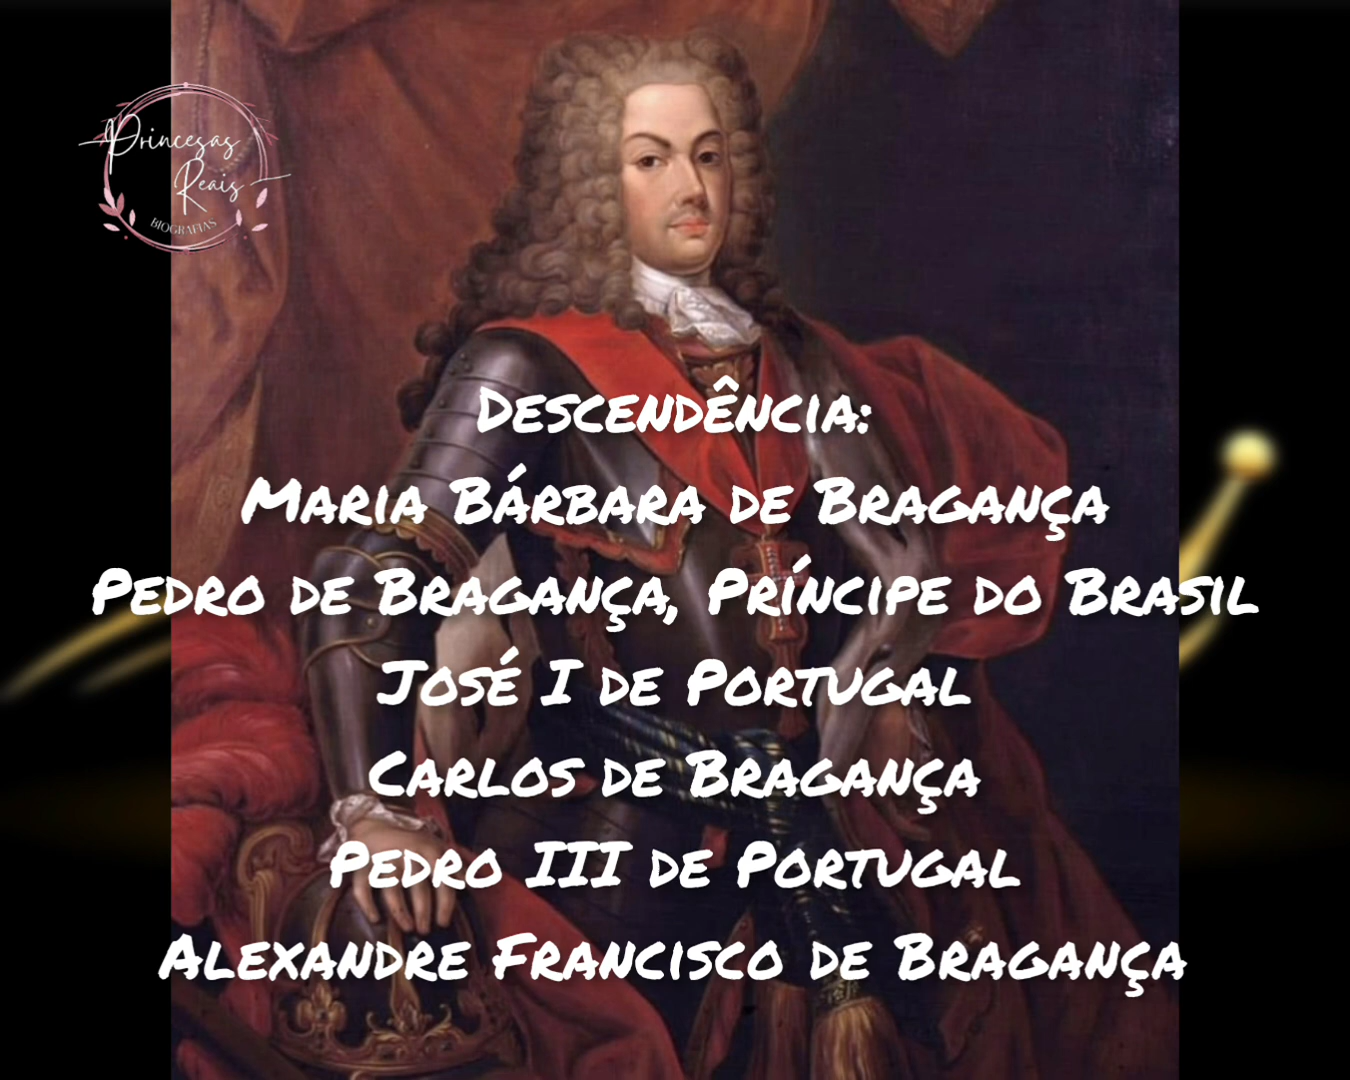 Princesas
Reais
BIOGRAFIAS
Descendência:
Maria Bárbara de Bragança
Pedro de Bragança, Príncipe do Brasil
José I de Portugal
Carlos de Bragança
Pedro III de Portugal
Alexandre Francisco de Bragança